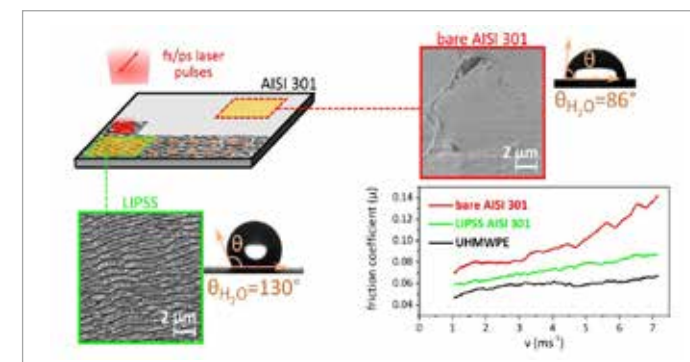 fs/ps laser
pulses
AISI 301
bare AISI 301
θ
θH₂O=86°
2 μm
LIPSS
θ
θH₂O=130°
2 μm
bare AISI 301
LIPSS AISI 301
UHMWPE
friction coefficient (μ)
0.14
0.12
0.10
0.08
0.06
0.04
0 1 2 3 4 5 6 7
v (ms⁻¹)